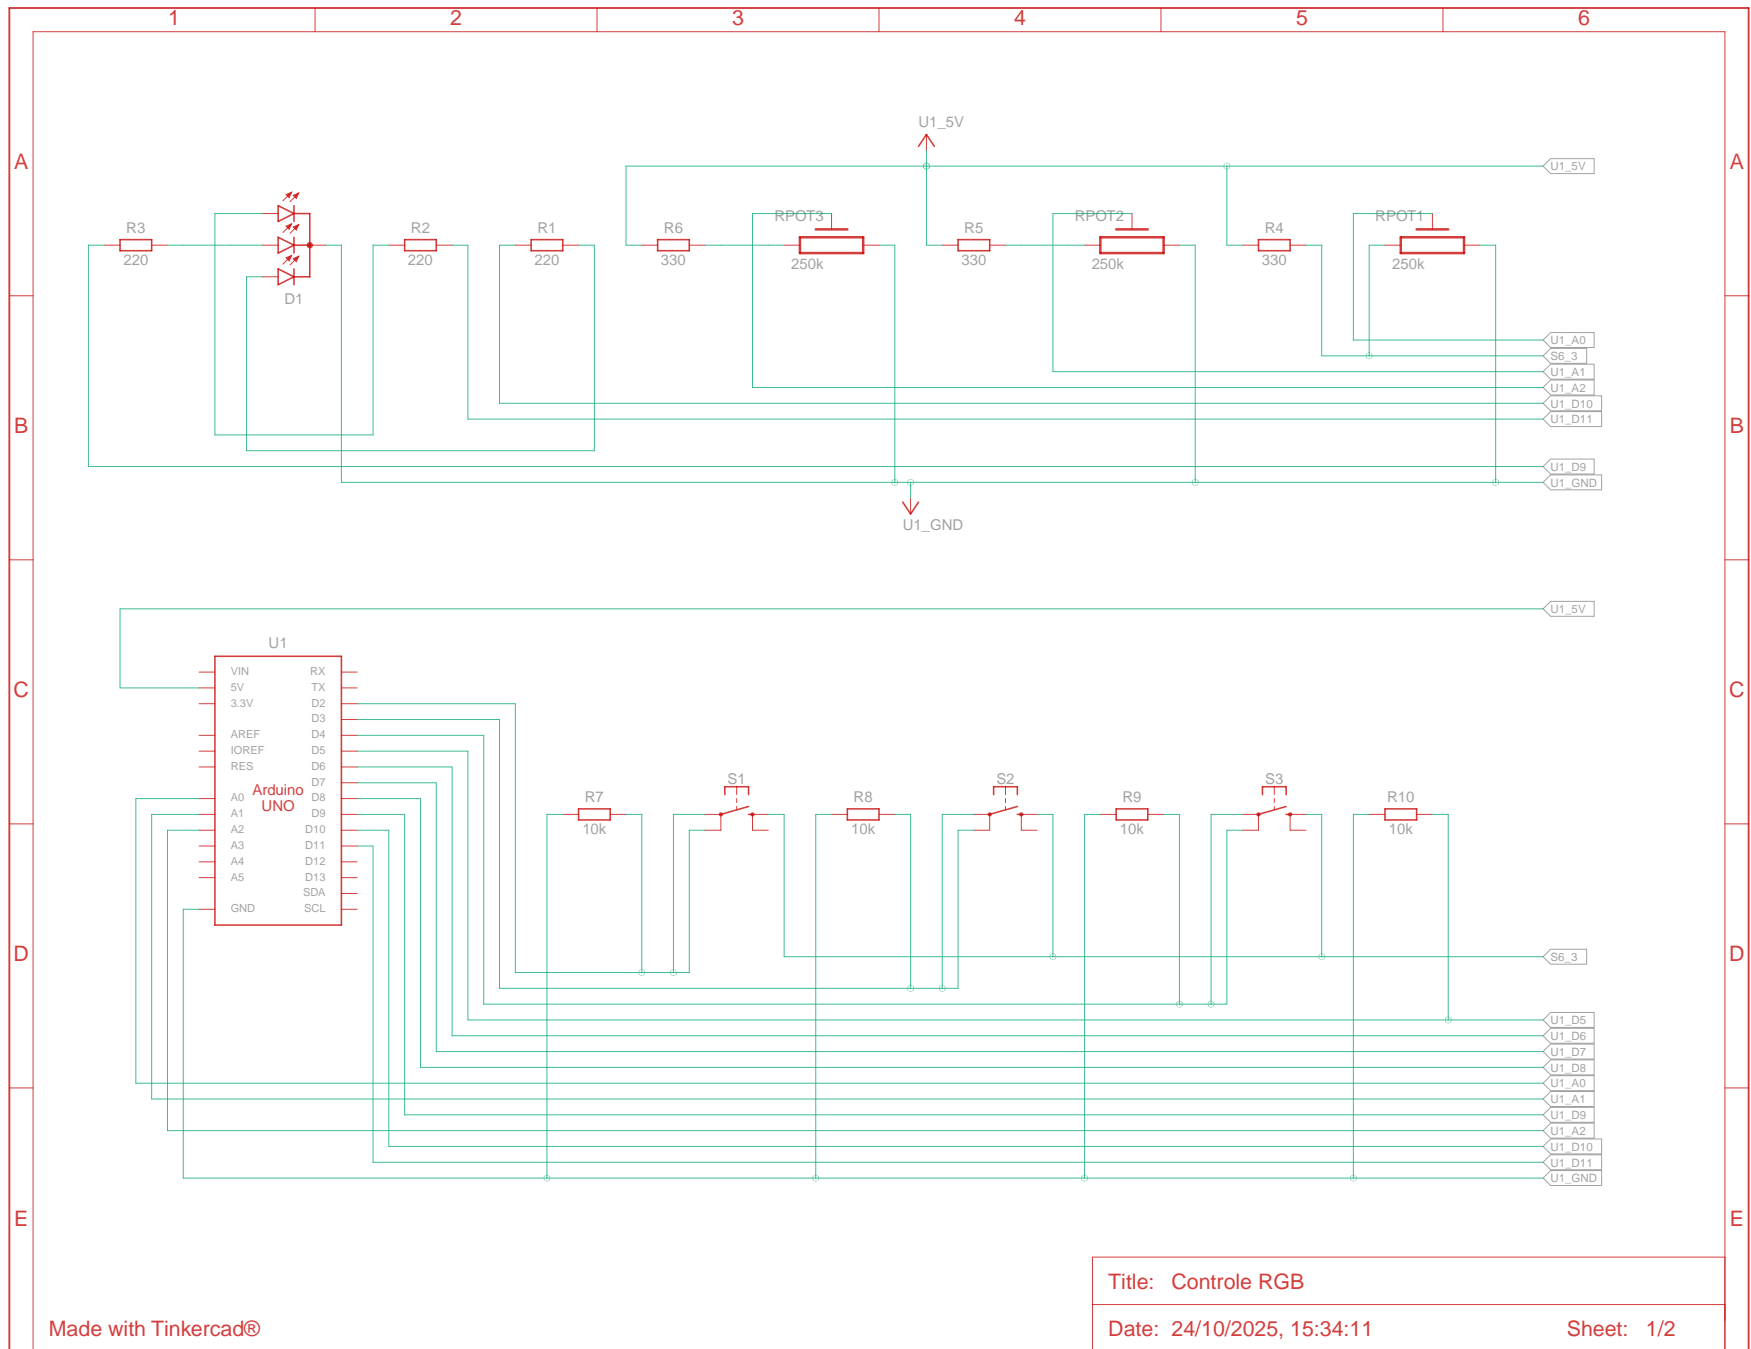 1 2 3 4 5 6
U1_5V
A A
U1_5V
RPOT3 RPOT2 RPOT1
R3 R2 R1 R6 R5 R4
220 220 220 330 250k 330 250k 330 250k
D1
U1_A0
S6_3
U1_A1
U1_A2
U1_D10
U1_D11
B B
U1_D9
U1_GND
U1_GND
U1_5V
U1
VIN RX
5V TX
C C
3.3V D2
D3
AREF D4
IOREF D5
RES D6
D7
Arduino
UNO
A0 D8
A1 D9
A2 D10
A3 D11
A4 D12
A5 D13
SDA
GND SCL
S1 S2 S3
R7 R8 R9 R10
10k 10k 10k 10k
D D
S6_3
U1_D5
U1_D6
U1_D7
U1_D8
U1_A0
U1_A1
U1_D9
U1_A2
U1_D10
U1_D11
U1_GND
E E
Title: Controle RGB
Made with Tinkercad®
Date: 24/10/2025, 15:34:11 Sheet: 1/2